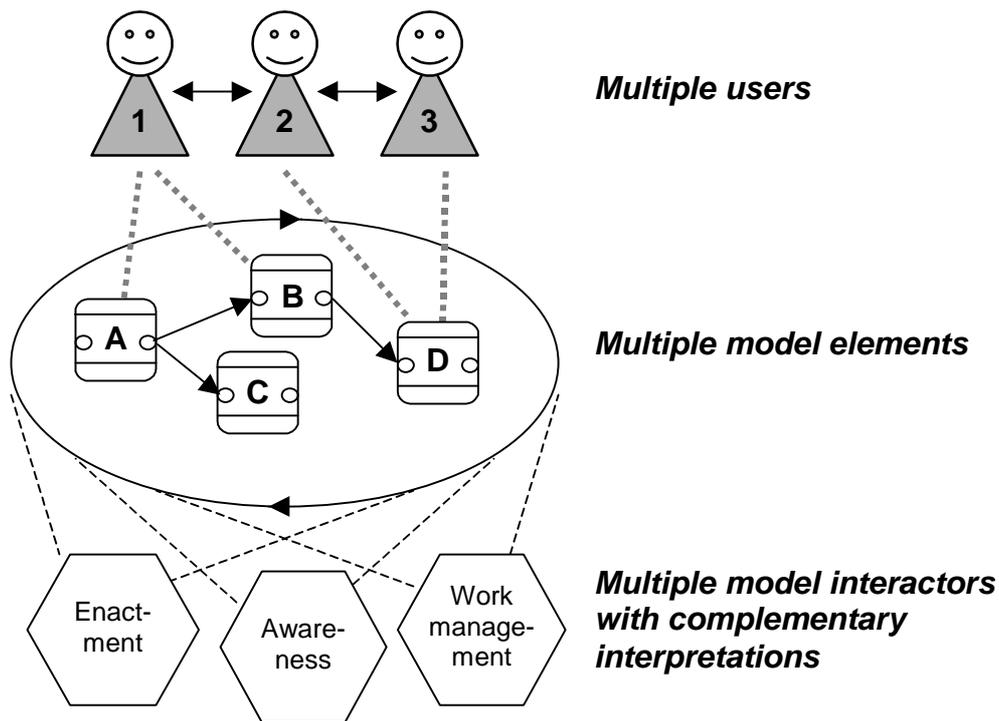 1 2 3
Multiple users
A
B
C
D
Multiple model elements
Enact-
ment
Aware-
ness
Work
manage-
ment
Multiple model interactors
with complementary
interpretations